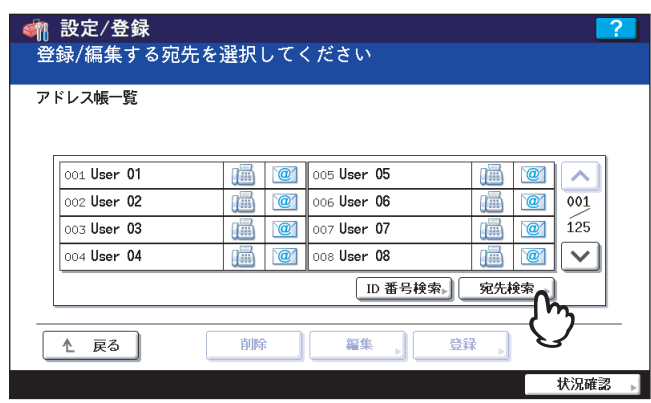 設定/登録 ?
登録/編集する宛先を選択してください
アドレス帳一覧
001 User 01 005 User 05
002 User 02 006 User 06 001
003 User 03 007 User 07 125
004 User 04 008 User 08
ID 番号検索 宛先検索
戻る 削除 編集 登録
状況確認